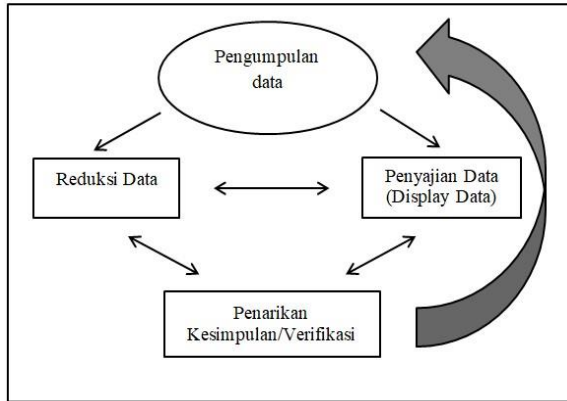 Pengumpulan
data
Reduksi Data
Penyajian Data
(Display Data)
Penarikan
Kesimpulan/Verifikasi